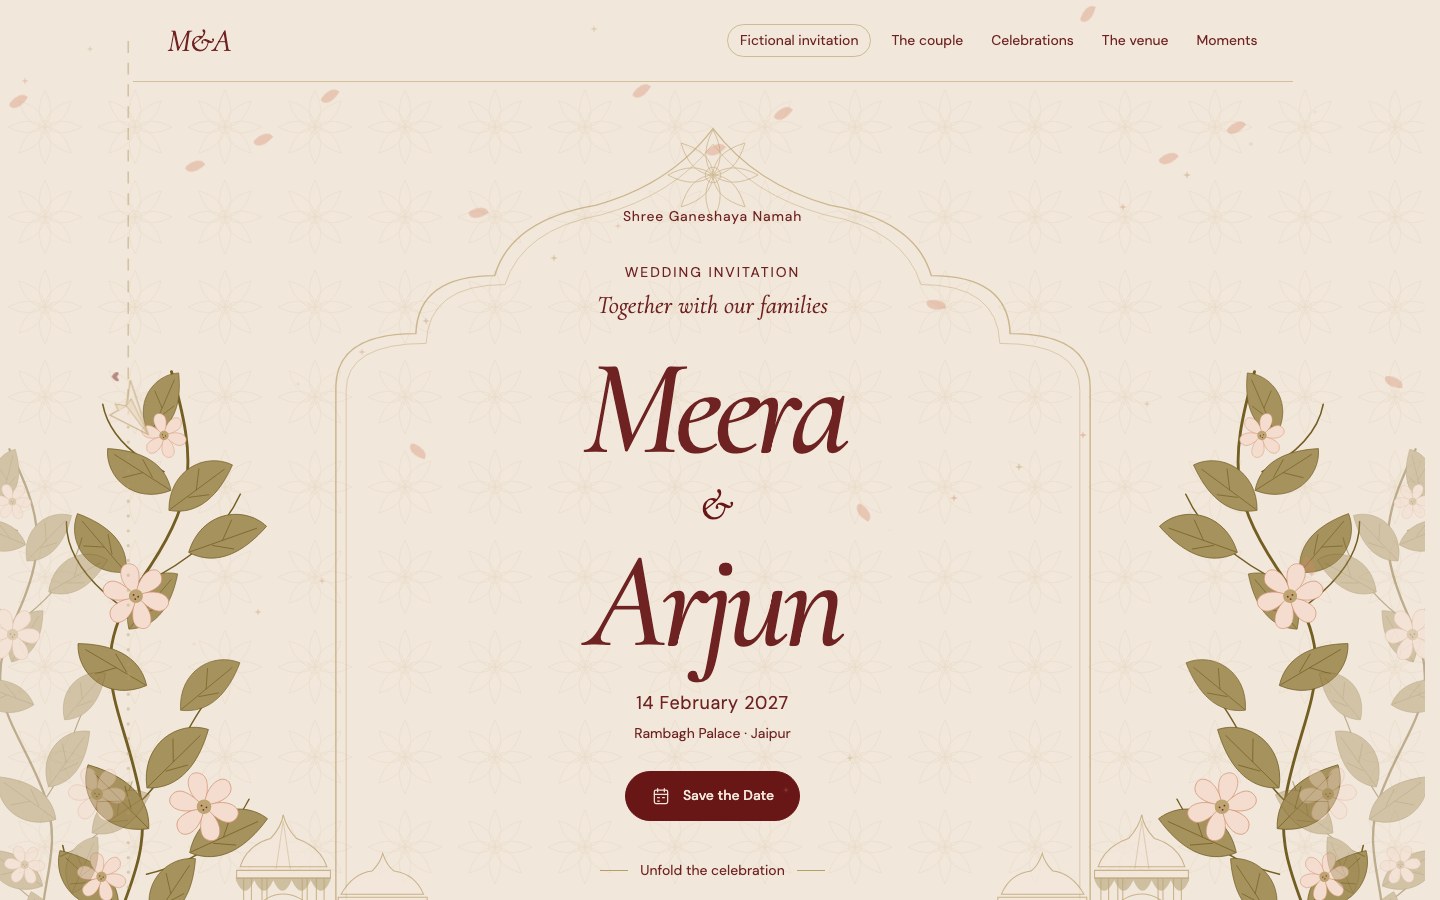 M&A
Fictional invitation
The couple
Celebrations
The venue
Moments
Shree Ganeshaya Namah
WEDDING INVITATION
Together with our families
Meera
&
Arjun
14 February 2027
Rambagh Palace · Jaipur
Save the Date
Unfold the celebration